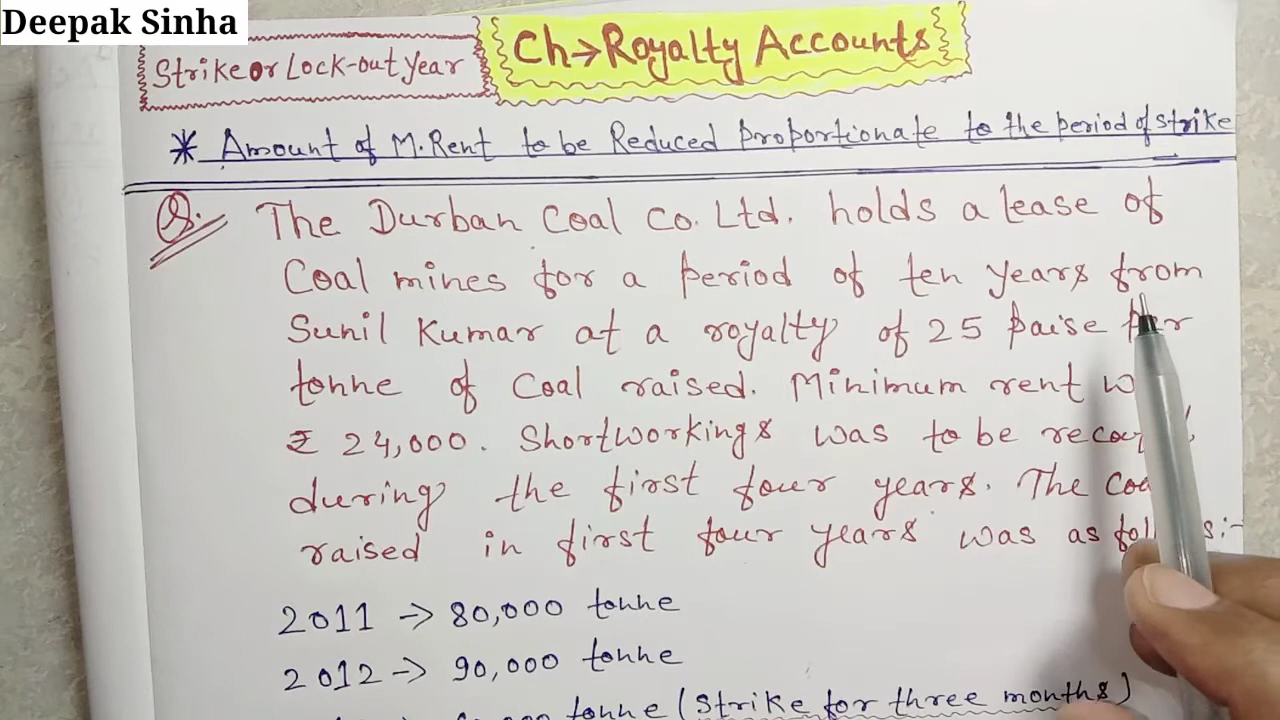 Deepak Sinha
Strike or Lock-out Year
Ch→Royalty Accounts
* Amount of M.Rent to be Reduced proportionate to the period of strike
Q. The Durban Coal Co. Ltd. holds a lease of
Coal mines for a period of ten years from
Sunil Kumar at a royalty of 25 paise per
tonne of Coal raised. Minimum rent
₹ 24,000. Shortworkings was to be
during the first four years. The
raised in first four years was as
2011 → 80,000 tonne
2012 → 90,000 tonne
tonne (Strike for three months)